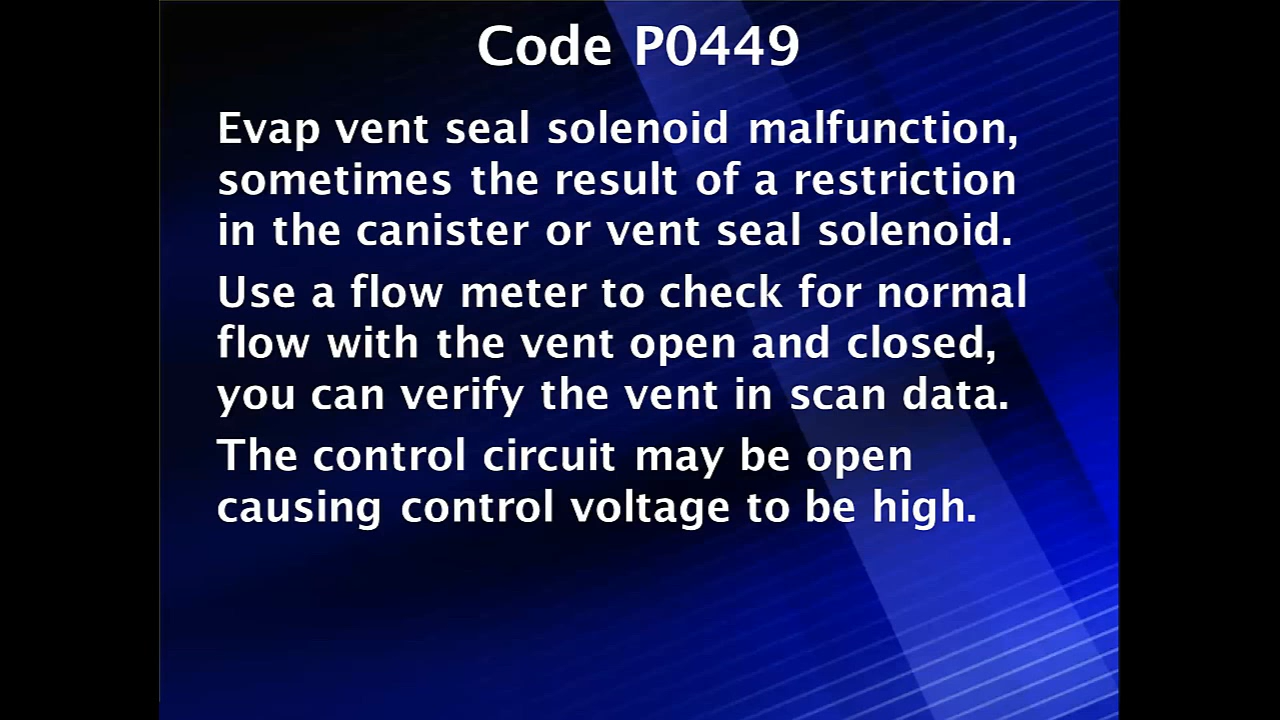 Code P0449
Evap vent seal solenoid malfunction,
sometimes the result of a restriction
in the canister or vent seal solenoid.
Use a flow meter to check for normal
flow with the vent open and closed,
you can verify the vent in scan data.
The control circuit may be open
causing control voltage to be high.